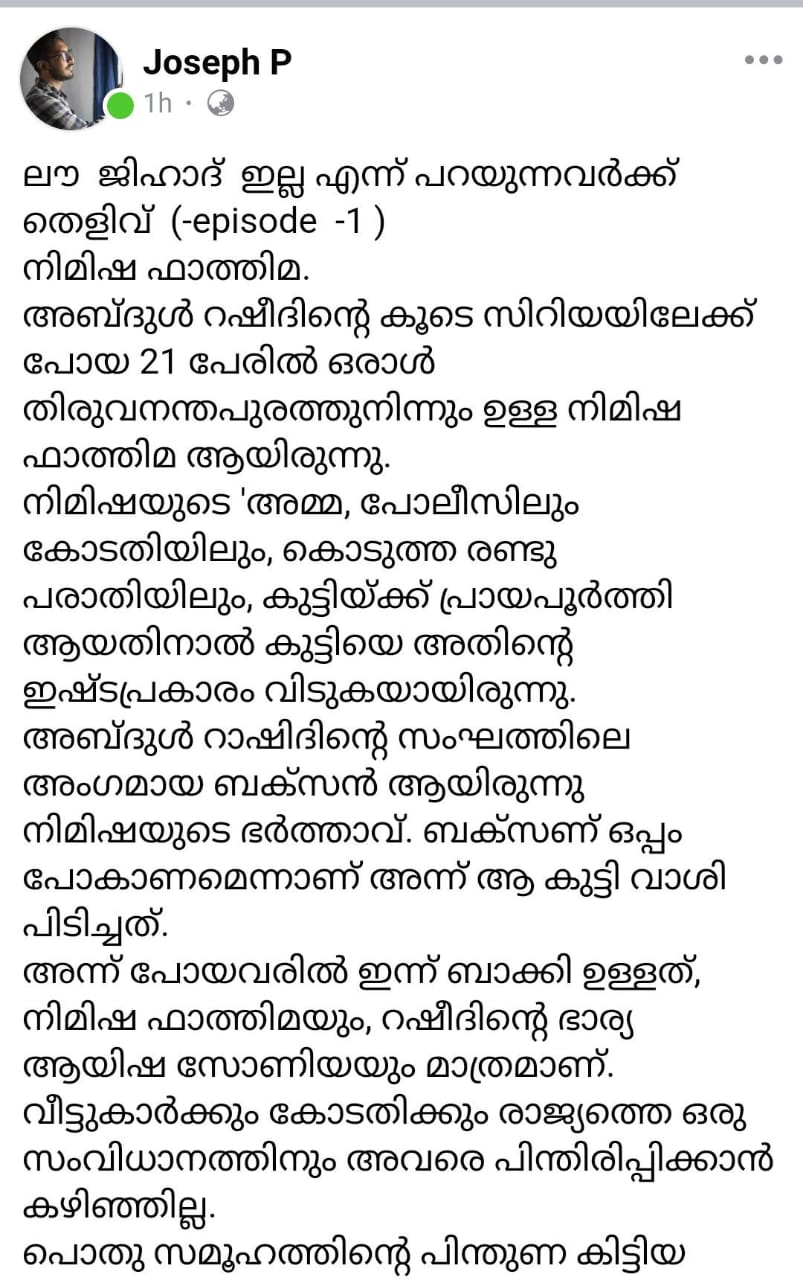 Joseph P
1h ·
ലൗ ജിഹാദ് ഇല്ല എന്ന് പറയുന്നവർക്ക്
തെളിവ് (-episode -1 )
നിമിഷ ഫാത്തിമ.
അബ്ദുൾ റഷീദിന്റെ കൂടെ സിറിയയിലേക്ക്
പോയ 21 പേരിൽ ഒരാൾ
തിരുവനന്തപുരത്തുനിന്നും ഉള്ള നിമിഷ
ഫാത്തിമ ആയിരുന്നു.
നിമിഷയുടെ 'അമ്മ, പോലീസിലും
കോടതിയിലും, കൊടുത്ത രണ്ടു
പരാതിയിലും, കുട്ടിയ്ക്ക് പ്രായപൂർത്തി
ആയതിനാൽ കുട്ടിയെ അതിന്റെ
ഇഷ്ടപ്രകാരം വിടുകയായിരുന്നു.
അബ്ദുൾ റാഷിദിന്റെ സംഘത്തിലെ
അംഗമായ ബക്സൻ ആയിരുന്നു
നിമിഷയുടെ ഭർത്താവ്. ബക്സണ് ഒപ്പം
പോകാണമെന്നാണ് അന്ന് ആ കുട്ടി വാശി
പിടിച്ചത്.
അന്ന് പോയവരിൽ ഇന്ന് ബാക്കി ഉള്ളത്,
നിമിഷ ഫാത്തിമയും, റഷീദിന്റെ ഭാര്യ
ആയിഷ സോണിയയും മാത്രമാണ്.
വീട്ടുകാർക്കും കോടതിക്കും രാജ്യത്തെ ഒരു
സംവിധാനത്തിനും അവരെ പിന്തിരിപ്പിക്കാൻ
കഴിഞ്ഞില്ല.
പൊതു സമൂഹത്തിന്റെ പിന്തുണ കിട്ടിയ